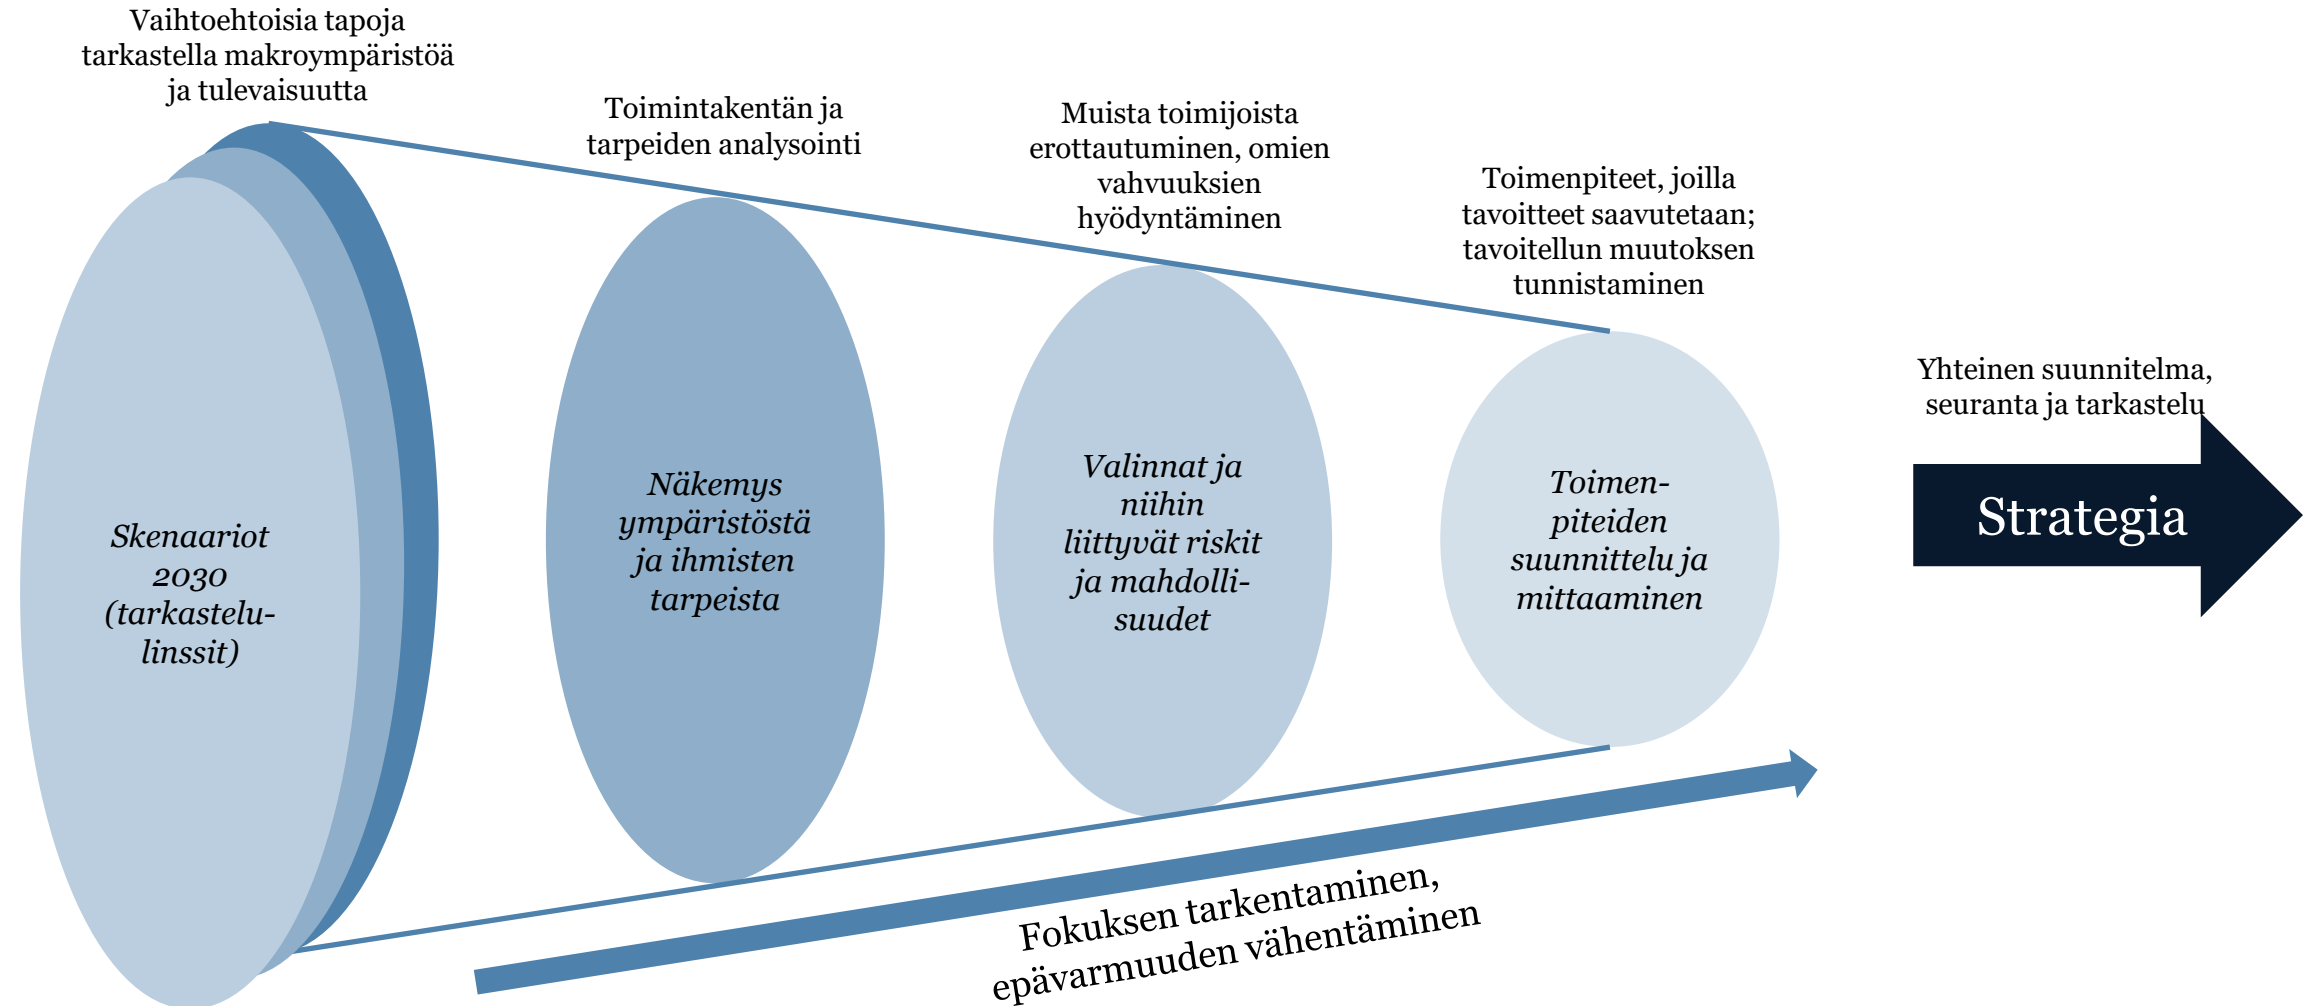 Vaihtoehtoisia tapoja
tarkastella makroympäristöä
ja tulevaisuutta
Toimintakentän ja
tarpeiden analysointi
Muista toimijoista
erottautuminen, omien
vahvuuksien
hyödyntäminen
Toimenpiteet, joilla
tavoitteet saavutetaan;
tavoitellun muutoksen
tunnistaminen
Yhteinen suunnitelma,
seuranta ja tarkastelu
Skenaariot
2030
(tarkastelu-
linssit)
Näkemys
ympäristöstä
ja ihmisten
tarpeista
Valinnat ja
niihin
liittyvät riskit
ja mahdolli-
suudet
Toimen-
piteiden
suunnittelu ja
mittaaminen
Strategia
Fokuksen tarkentaminen,
epävarmuuden vähentäminen